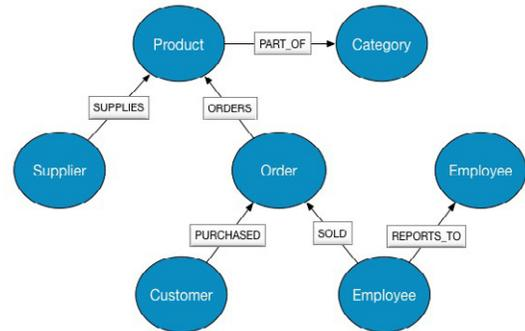 Product
PART_OF
Category
SUPPLIES
ORDERS
Supplier
Order
Employee
PURCHASED
SOLD
REPORTS_TO
Customer
Employee